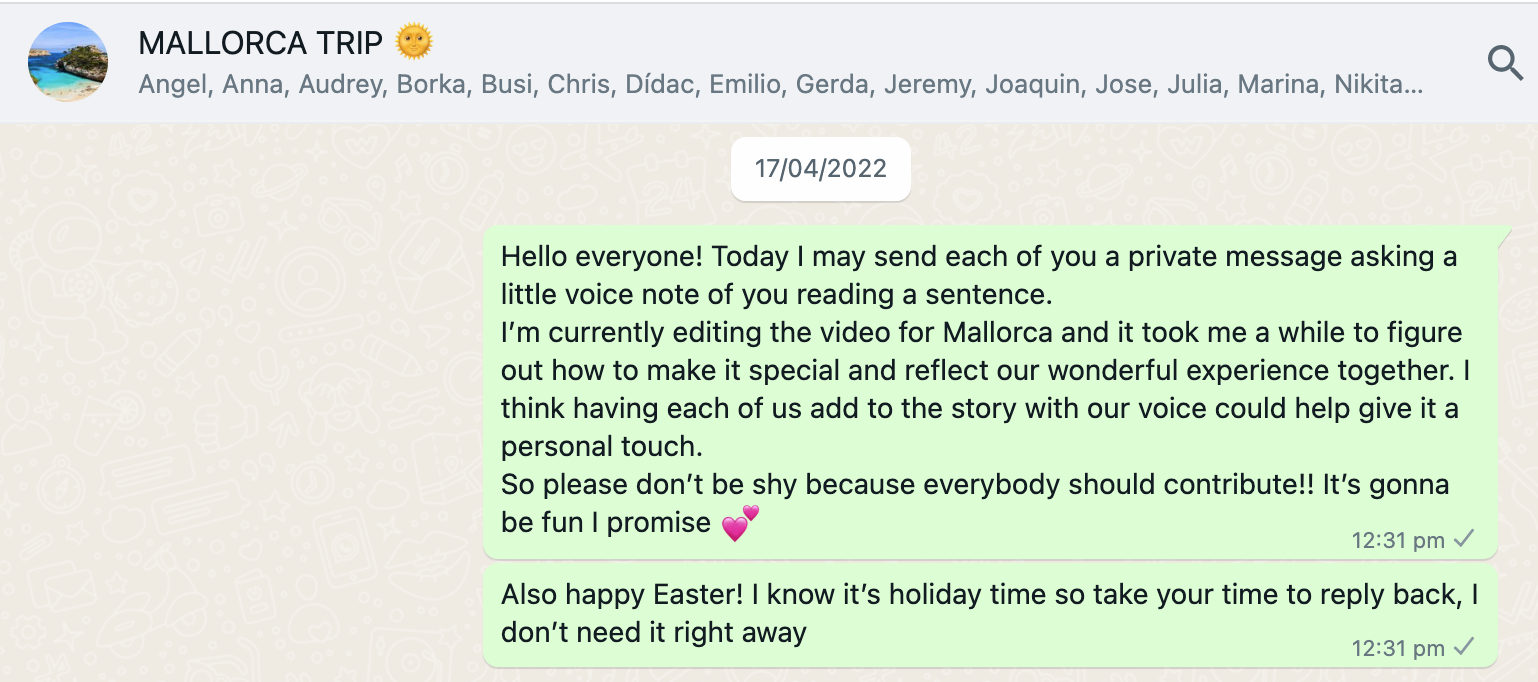 MALLORCA TRIP 🌞
Angel, Anna, Audrey, Borka, Busi, Chris, Dídac, Emilio, Gerda, Jeremy, Joaquin, Jose, Julia, Marina, Nikita...
17/04/2022
Hello everyone! Today I may send each of you a private message asking a
little voice note of you reading a sentence.
I’m currently editing the video for Mallorca and it took me a while to figure
out how to make it special and reflect our wonderful experience together. I
think having each of us add to the story with our voice could help give it a
personal touch.
So please don’t be shy because everybody should contribute!! It’s gonna
be fun I promise 💕
12:31 pm
Also happy Easter! I know it’s holiday time so take your time to reply back, I
don’t need it right away
12:31 pm